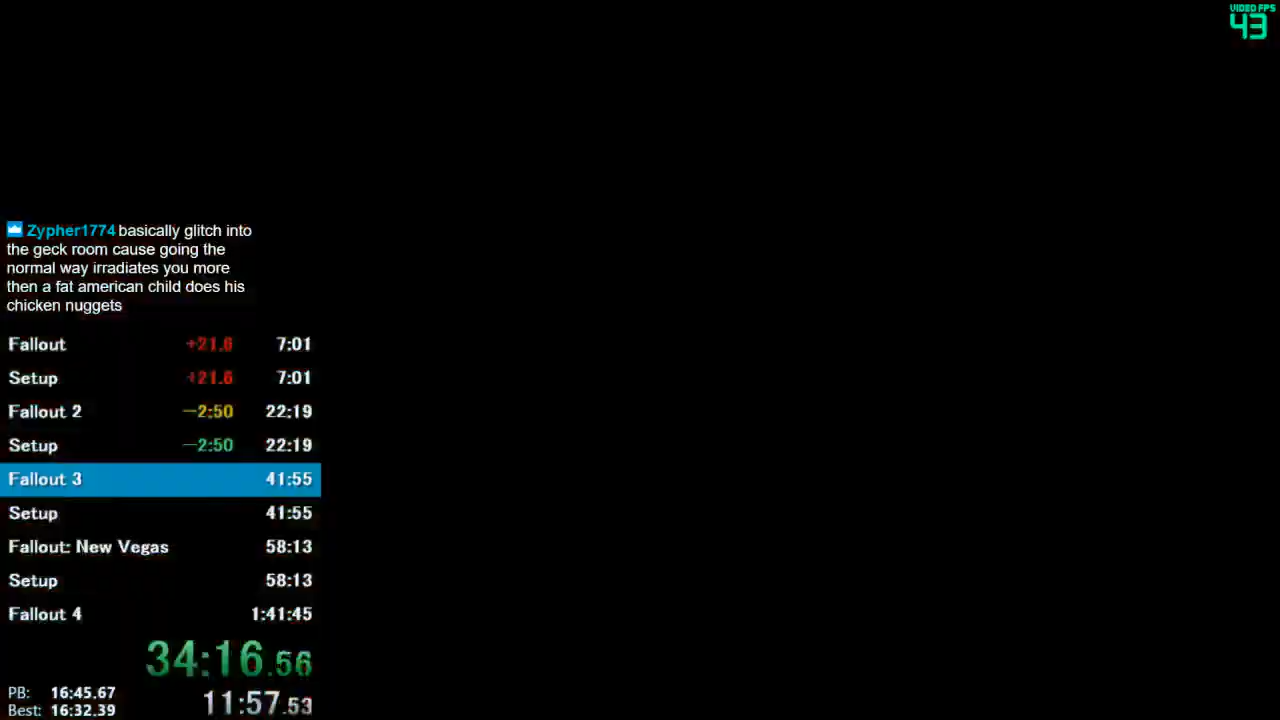 VIDEO FPS
43
Zypher1774 basically glitch into
the geck room cause going the
normal way irradiates you more
then a fat american child does his
chicken nuggets
Fallout +21.6 7:01
Setup +21.6 7:01
Fallout 2 −2:50 22:19
Setup −2:50 22:19
Fallout 3 41:55
Setup 41:55
Fallout: New Vegas 58:13
Setup 58:13
Fallout 4 1:41:45
34:16.56
PB: 16:45.67
Best: 16:32.39
11:57.53